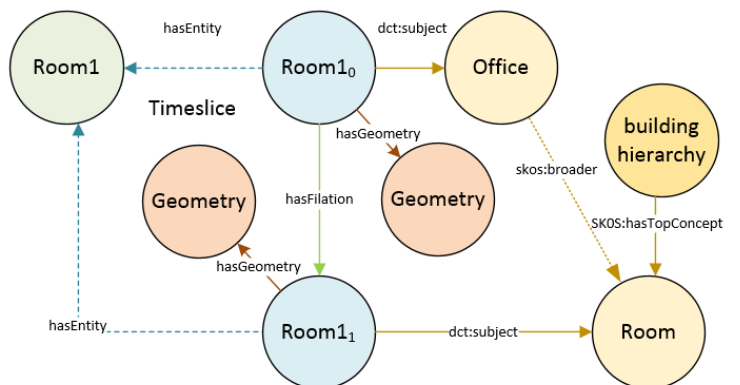 hasEntity
dct:subject
Room1
Room1₀
Office
Timeslice
hasGeometry
building
hierarchy
skos:broader
Geometry
hasFilation
Geometry
SK0S:hasTopConcept
hasGeometry
hasEntity
Room1₁
dct:subject
Room